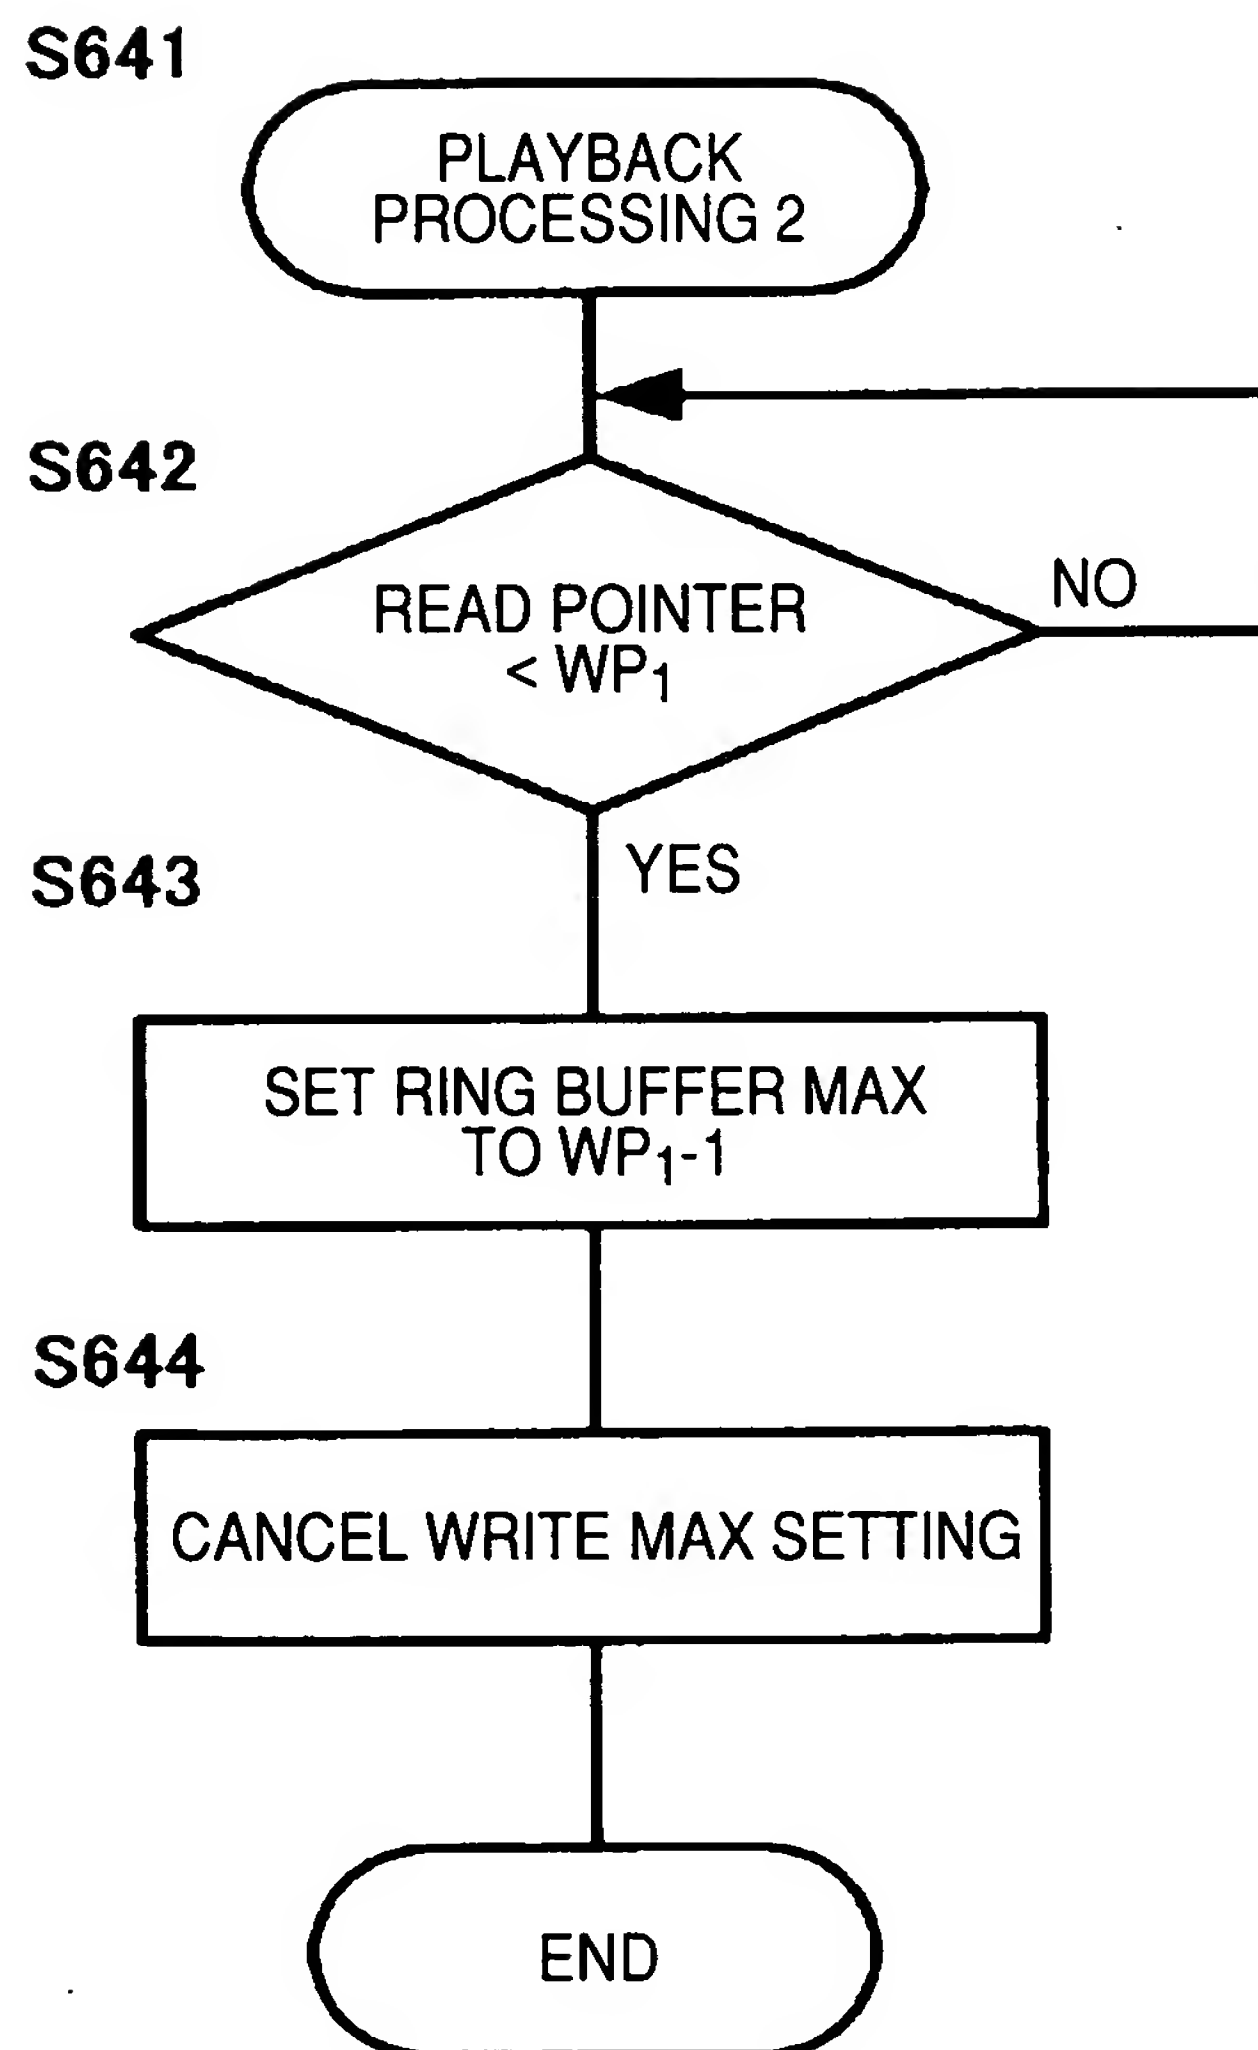 S641
PLAYBACK
PROCESSING 2
S642
READ POINTER
< WP₁
NO
S643
YES
SET RING BUFFER MAX
TO WP₁-1
S644
CANCEL WRITE MAX SETTING
END